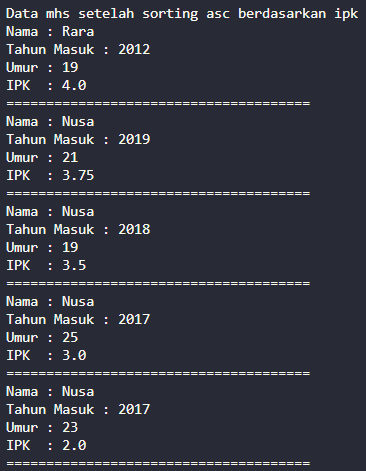 Data mhs setelah sorting asc berdasarkan ipk
Nama : Rara
Tahun Masuk : 2012
Umur : 19
IPK  : 4.0
======================================
Nama : Nusa
Tahun Masuk : 2019
Umur : 21
IPK  : 3.75
======================================
Nama : Nusa
Tahun Masuk : 2018
Umur : 19
IPK  : 3.5
======================================
Nama : Nusa
Tahun Masuk : 2017
Umur : 25
IPK  : 3.0
======================================
Nama : Nusa
Tahun Masuk : 2017
Umur : 23
IPK  : 2.0
======================================